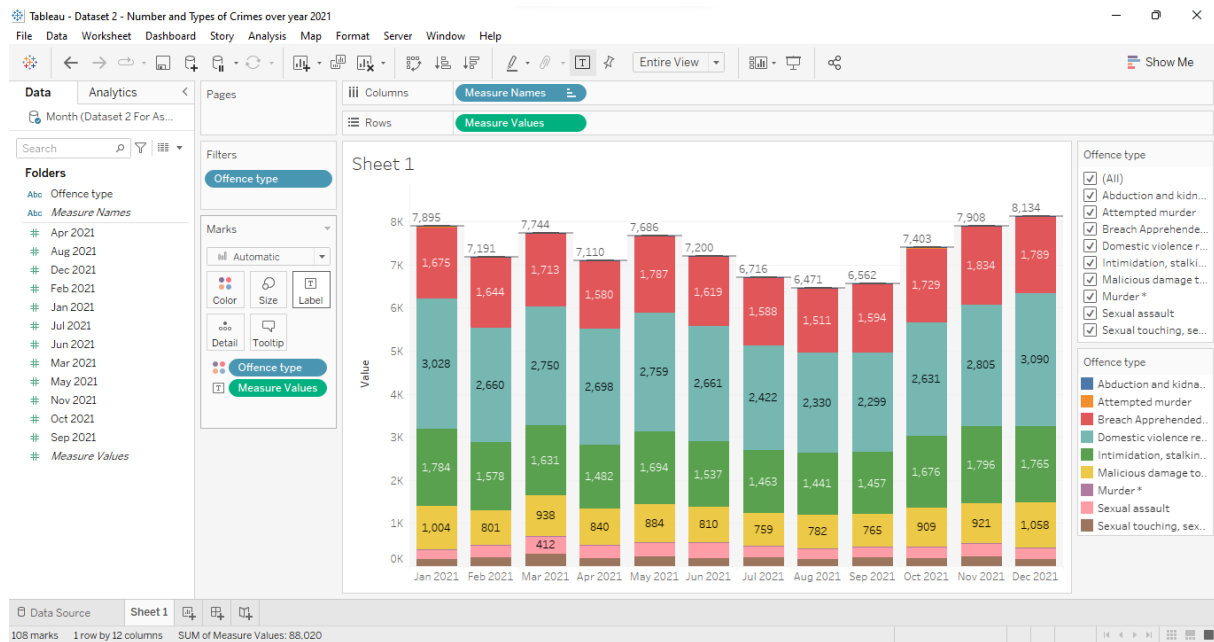 Tableau - Dataset 2 - Number and Types of Crimes over year 2021
File Data Worksheet Dashboard Story Analysis Map Format Server Window Help
Entire View
Show Me
Data Analytics
Month (Dataset 2 For As...
Search
Folders
Abc Offence type
Abc Measure Names
# Apr 2021
# Aug 2021
# Dec 2021
# Feb 2021
# Jan 2021
# Jul 2021
# Jun 2021
# Mar 2021
# May 2021
# Nov 2021
# Oct 2021
# Sep 2021
# Measure Values
Pages
Filters
Offence type
Marks
Automatic
Color Size Label
Detail Tooltip
Offence type
Measure Values
Columns Measure Names
Rows Measure Values
Sheet 1
Value
8K
7K
6K
5K
4K
3K
2K
1K
0K
7,895 7,191 7,744 7,110 7,686 7,200 6,716 6,471 6,562 7,403 7,908 8,134
1,675 1,644 1,713 1,580 1,787 1,619 1,588 1,511 1,594 1,729 1,834 1,789
3,028 2,660 2,750 2,698 2,759 2,661 2,422 2,330 2,299 2,631 2,805 3,090
1,784 1,578 1,631 1,482 1,694 1,537 1,463 1,441 1,457 1,676 1,796 1,765
1,004 801 938 840 884 810 759 782 765 909 921 1,058
412
Jan 2021 Feb 2021 Mar 2021 Apr 2021 May 2021 Jun 2021 Jul 2021 Aug 2021 Sep 2021 Oct 2021 Nov 2021 Dec 2021
Offence type
(All)
Abduction and kidn...
Attempted murder
Breach Apprehende...
Domestic violence r...
Intimidation, stalki...
Malicious damage t...
Murder *
Sexual assault
Sexual touching, se...
Offence type
Abduction and kidna..
Attempted murder
Breach Apprehended..
Domestic violence re..
Intimidation, stalkin..
Malicious damage to..
Murder *
Sexual assault
Sexual touching, sex..
Data Source Sheet 1
108 marks 1 row by 12 columns SUM of Measure Values: 88,020